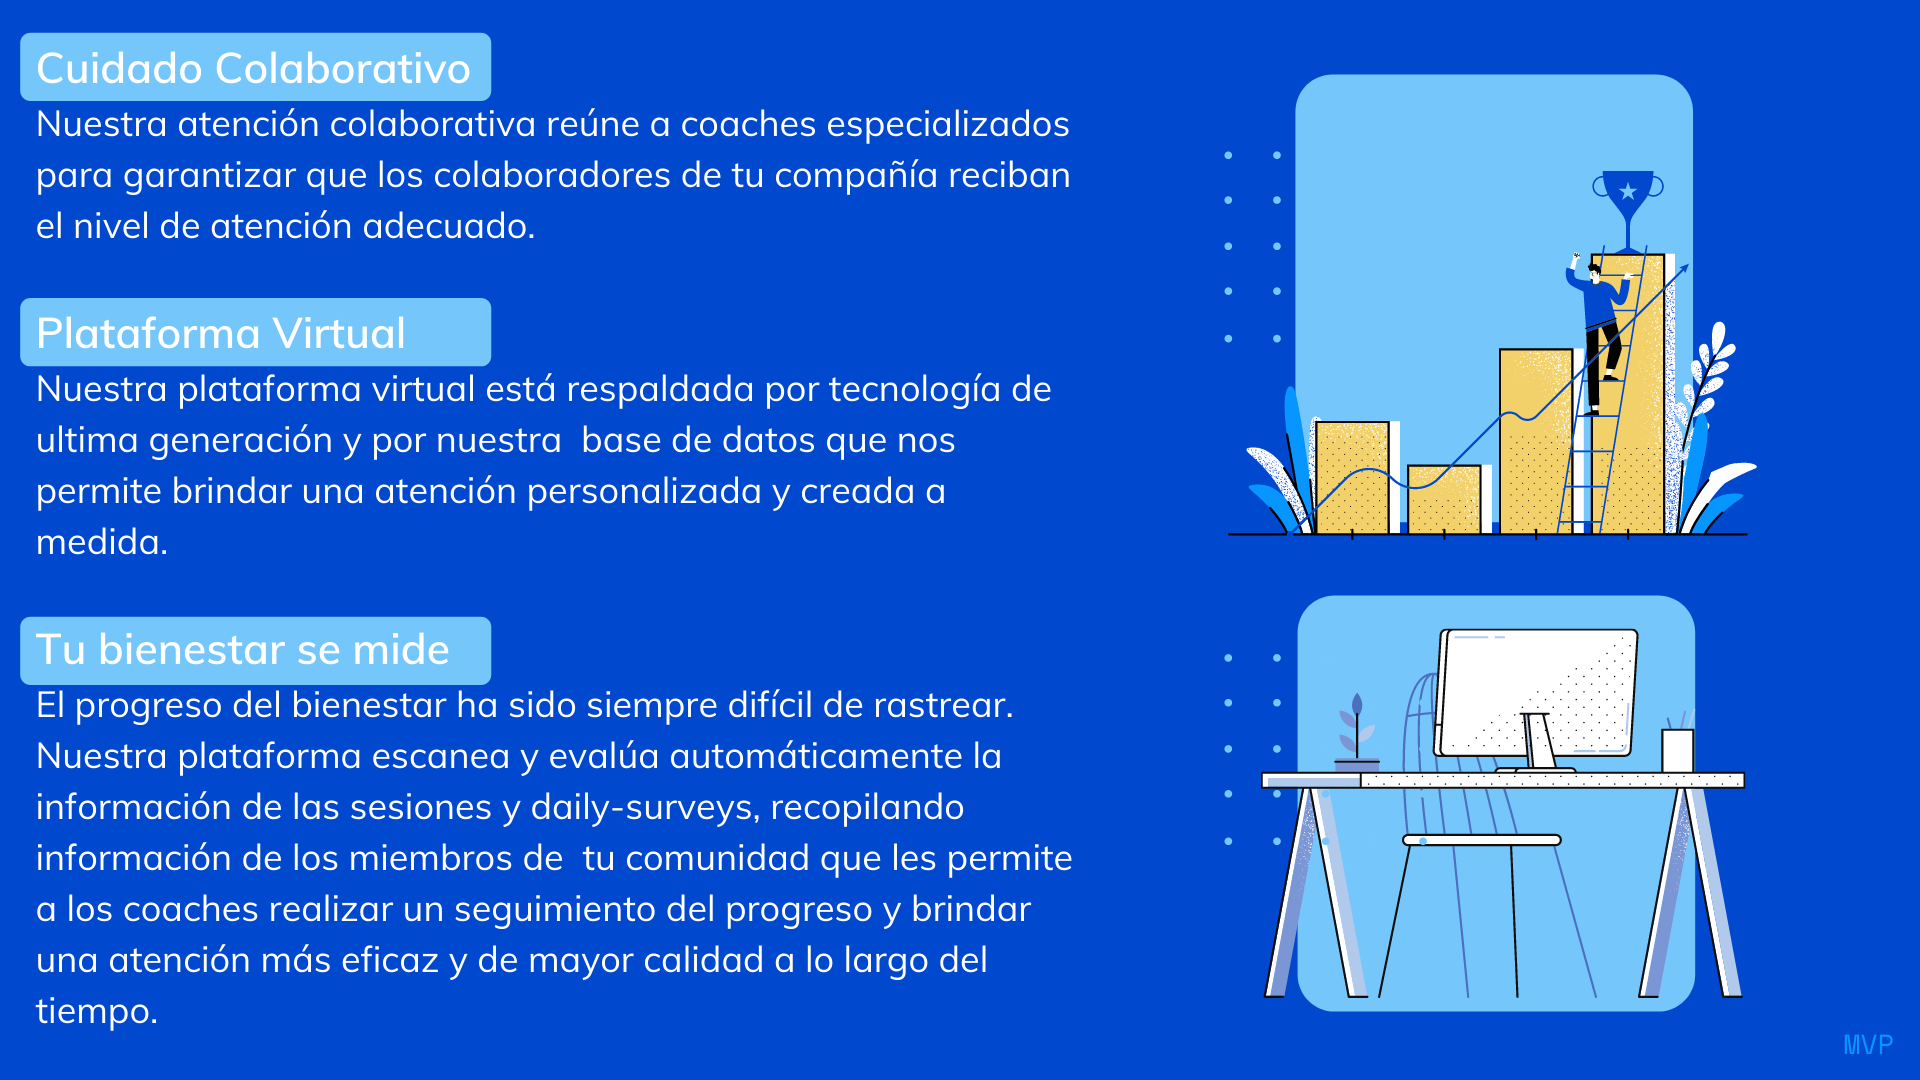 Cuidado Colaborativo
Nuestra atención colaborativa reúne a coaches especializados
para garantizar que los colaboradores de tu compañía reciban
el nivel de atención adecuado.
Plataforma Virtual
Nuestra plataforma virtual está respaldada por tecnología de
ultima generación y por nuestra  base de datos que nos
permite brindar una atención personalizada y creada a
medida.
Tu bienestar se mide
El progreso del bienestar ha sido siempre difícil de rastrear.
Nuestra plataforma escanea y evalúa automáticamente la
información de las sesiones y daily-surveys, recopilando
información de los miembros de  tu comunidad que les permite
a los coaches realizar un seguimiento del progreso y brindar
una atención más eficaz y de mayor calidad a lo largo del
tiempo.
MVP